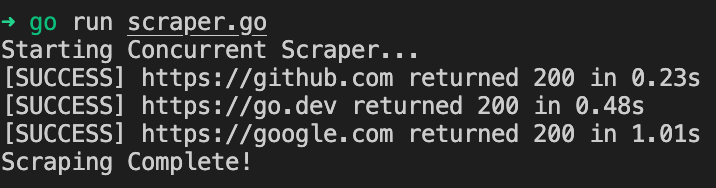 ➜ go run scraper.go
Starting Concurrent Scraper...
[SUCCESS] https://github.com returned 200 in 0.23s
[SUCCESS] https://go.dev returned 200 in 0.48s
[SUCCESS] https://google.com returned 200 in 1.01s
Scraping Complete!